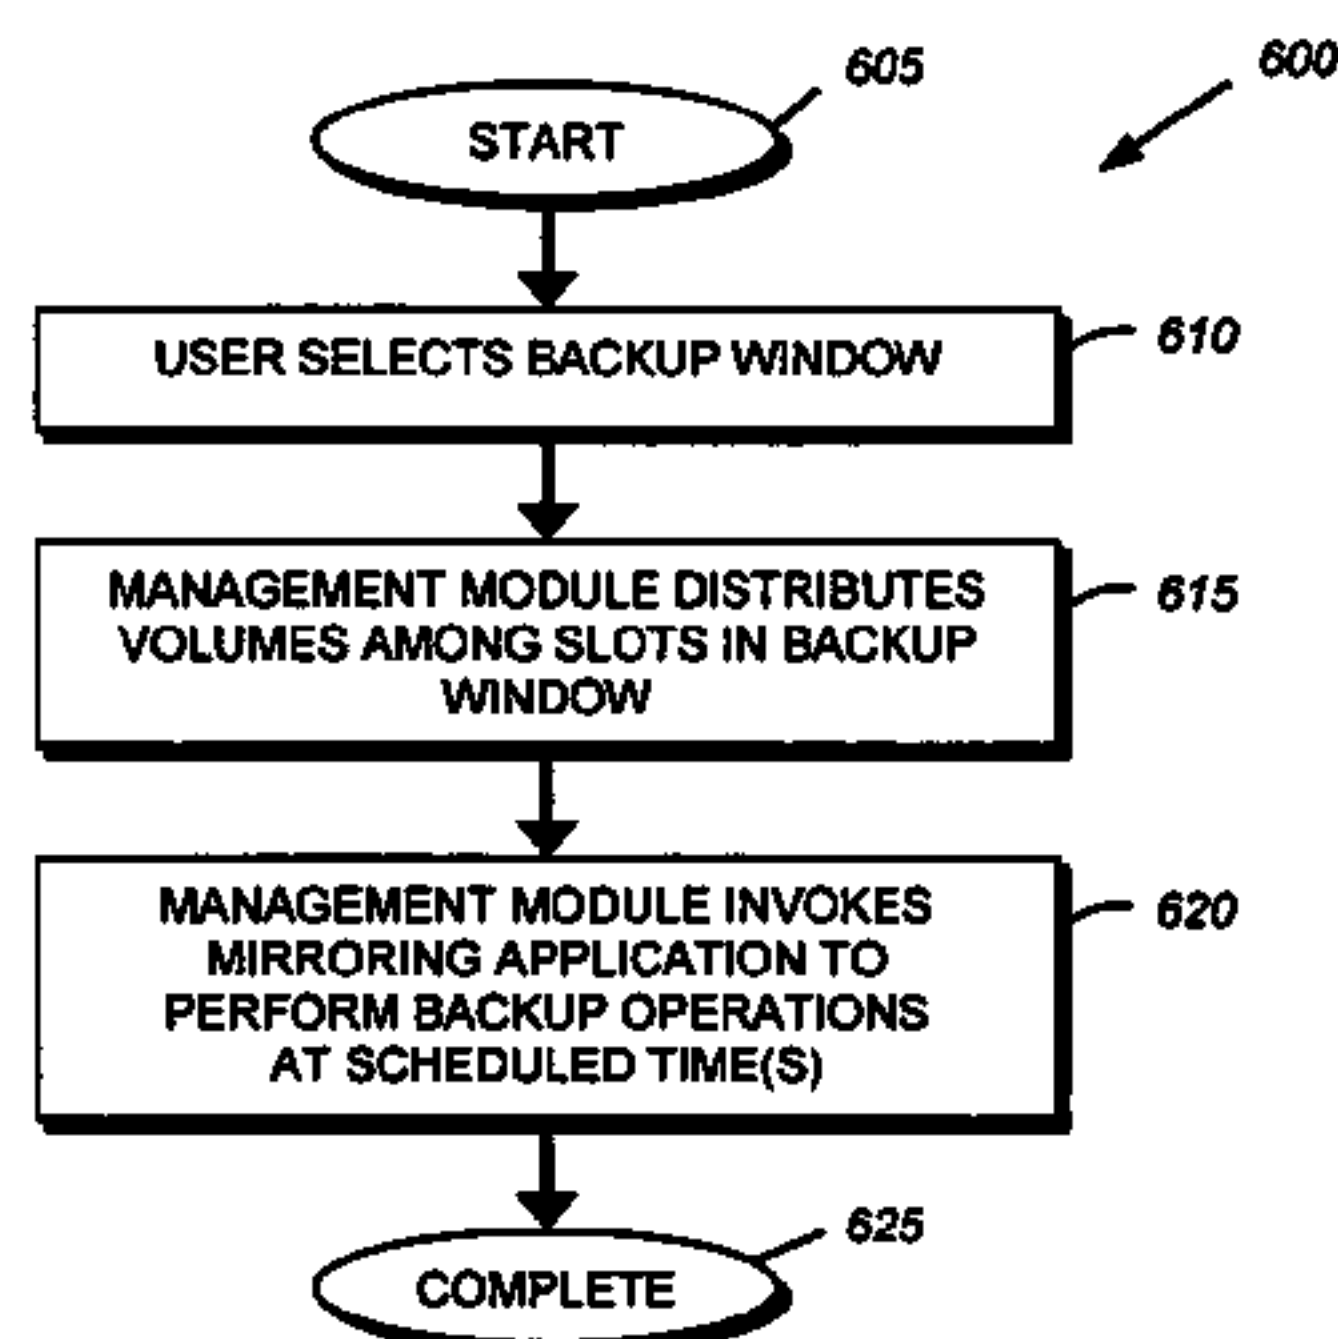 600
605
START
USER SELECTS BACKUP WINDOW
610
MANAGEMENT MODULE DISTRIBUTES
VOLUMES AMONG SLOTS IN BACKUP
WINDOW
615
MANAGEMENT MODULE INVOKES
MIRRORING APPLICATION TO
PERFORM BACKUP OPERATIONS
AT SCHEDULED TIME(S)
620
625
COMPLETE